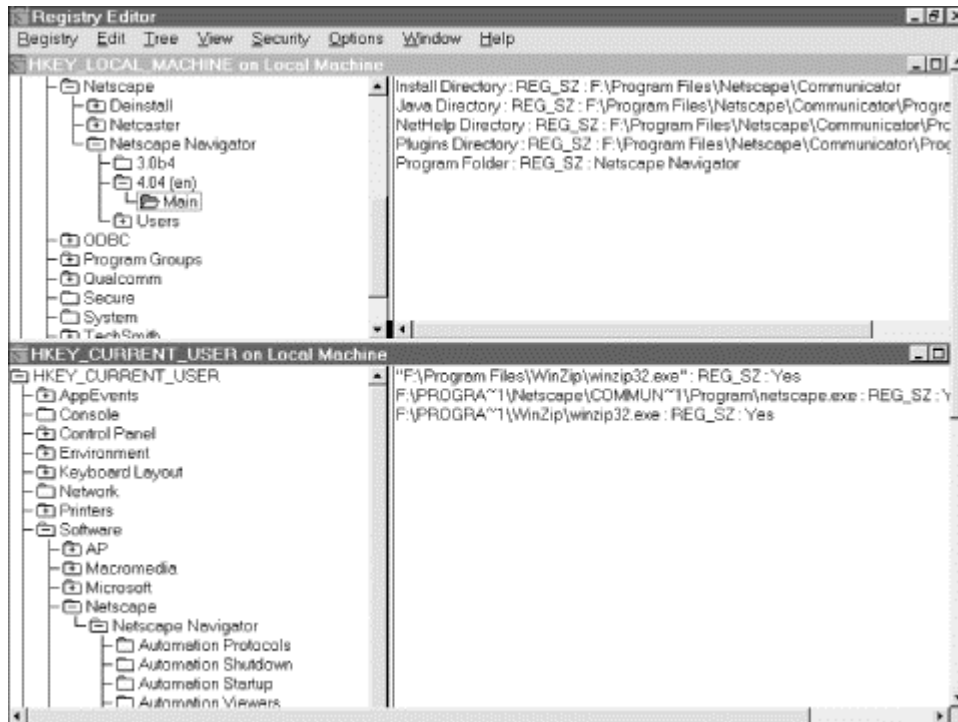 Registry Editor
Registry Edit Tree View Security Options Window Help
HKEY_LOCAL_MACHINE on Local Machine
Netscape
Deinstall
Netcaster
Netscape Navigator
3.0b4
4.04 (en)
Main
Users
ODBC
Program Groups
Qualcomm
Secure
System
TechSmith
Install Directory : REG_SZ : F:\Program Files\Netscape\Communicator
Java Directory : REG_SZ : F:\Program Files\Netscape\Communicator\Progra
NetHelp Directory : REG_SZ : F:\Program Files\Netscape\Communicator\Pro
Plugins Directory : REG_SZ : F:\Program Files\Netscape\Communicator\Prog
Program Folder : REG_SZ : Netscape Navigator
HKEY_CURRENT_USER on Local Machine
HKEY_CURRENT_USER
AppEvents
Console
Control Panel
Environment
Keyboard Layout
Network
Printers
Software
AP
Macromedia
Microsoft
Netscape
Netscape Navigator
Automation Protocols
Automation Shutdown
Automation Startup
Automation Viewers
"F:\Program Files\WinZip\winzip32.exe" : REG_SZ : Yes
F:\PROGRA~1\Netscape\COMMUN~1\Program\netscape.exe : REG_SZ : Y
F:\PROGRA~1\WinZip\winzip32.exe : REG_SZ : Yes